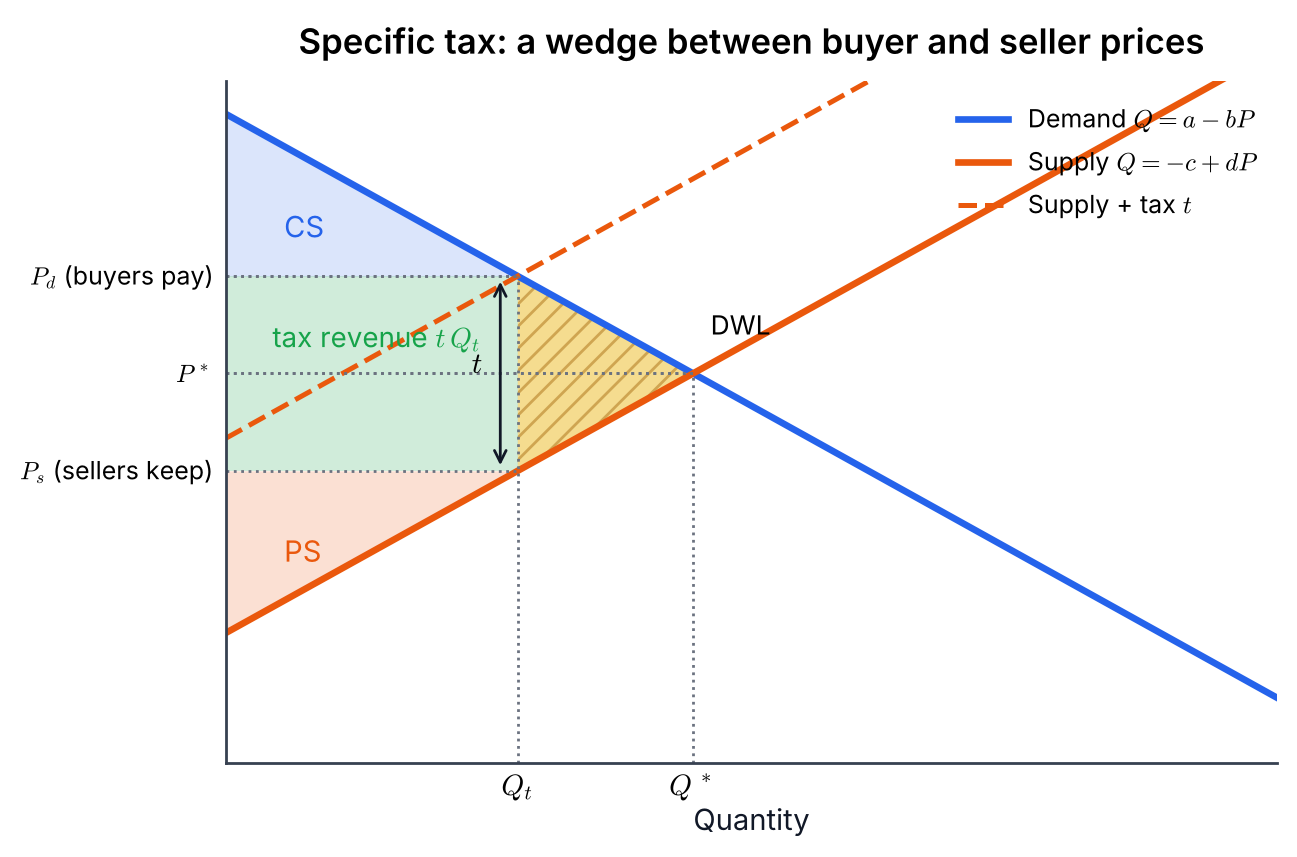 Specific tax: a wedge between buyer and seller prices
Demand Q = a − bP
Supply Q = −c + dP
Supply + tax t
CS
P_d (buyers pay)
DWL
tax revenue t Q_t
t
P*
P_s (sellers keep)
PS
Q_t
Q*
Quantity